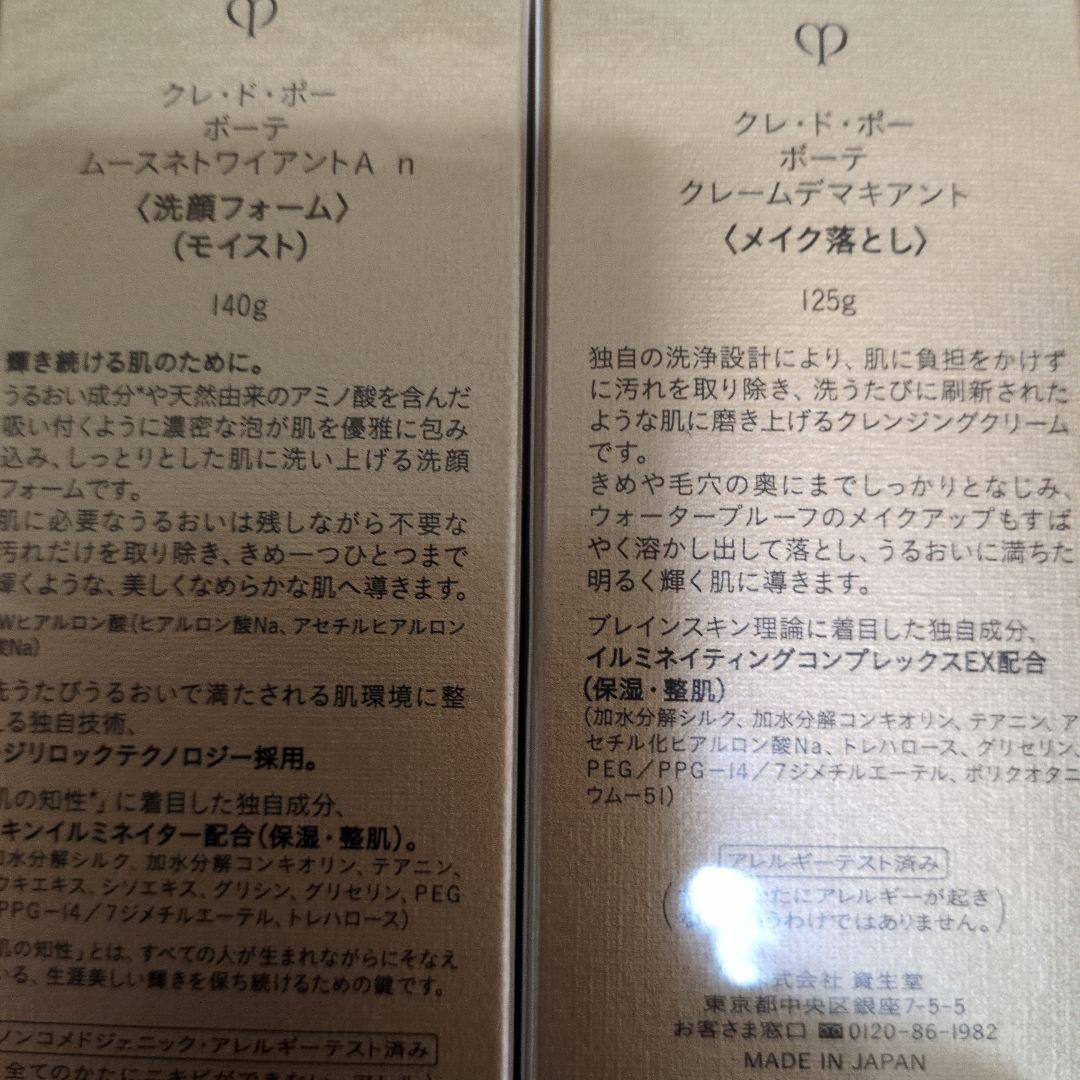 クレ・ド・ポー
ボーテ
ムースネトワイアントA n
〈洗顔フォーム〉
(モイスト)
140g
輝き続ける肌のために。
うるおい成分*や天然由来のアミノ酸を含んだ
吸い付くように濃密な泡が肌を優雅に包み
込み、しっとりとした肌に洗い上げる洗顔
フォームです。
肌に必要なうるおいは残しながら不要な
汚れだけを取り除き、きめ一つひとつまで
輝くような、美しくなめらかな肌へ導きます。
Wヒアルロン酸(ヒアルロン酸Na、アセチルヒアルロン
酸Na)
洗うたびうるおいで満たされる肌環境に整
える独自技術、
ジリロックテクノロジー採用。
肌の知性*」に着目した独自成分、
キンイルミネイター配合(保湿・整肌)。
加水分解シルク、加水分解コンキオリン、テアニン、
ウキエキス、シソエキス、グリシン、グリセリン、PEG
PPG-14/7ジメチルエーテル、トレハロース)
肌の知性」とは、すべての人が生まれながらにそなえ
いる、生涯美しい輝きを保ち続けるための鍵です。
ノンコメドジェニック・アレルギーテスト済み
全てのかたにニキビができない、アレル
クレ・ド・ポー
ボーテ
クレームデマキアント
〈メイク落とし〉
125g
独自の洗浄設計により、肌に負担をかけず
に汚れを取り除き、洗うたびに刷新された
ような肌に磨き上げるクレンジングクリーム
です。
きめや毛穴の奥にまでしっかりとなじみ、
ウォータープルーフのメイクアップもすば
やく溶かし出して落とし、うるおいに満ちた
明るく輝く肌に導きます。
ブレインスキン理論に着目した独自成分、
イルミネイティングコンプレックスEX配合
(保湿・整肌)
(加水分解シルク、加水分解コンキオリン、テアニン、ア
セチル化ヒアルロン酸Na、トレハロース、グリセリン、
PEG/PPG-14/7ジメチルエーテル、ポリクオタニ
ウムー51)
アレルギーテスト済み
たにアレルギーが起き
うわけではありません。)
株式会社 資生堂
東京都中央区銀座7-5-5
お客さま窓口 0120-86-1982
MADE IN JAPAN